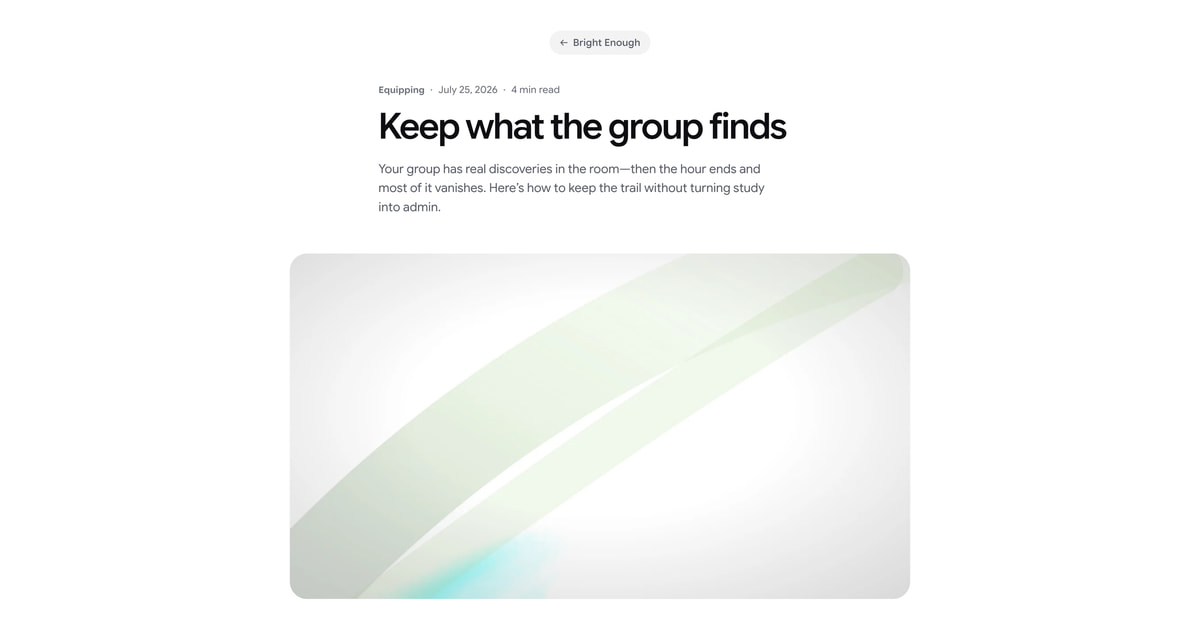 ← Bright Enough
Equipping · July 25, 2026 · 4 min read
Keep what the group finds
Your group has real discoveries in the room—then the hour ends and
most of it vanishes. Here’s how to keep the trail without turning study
into admin.